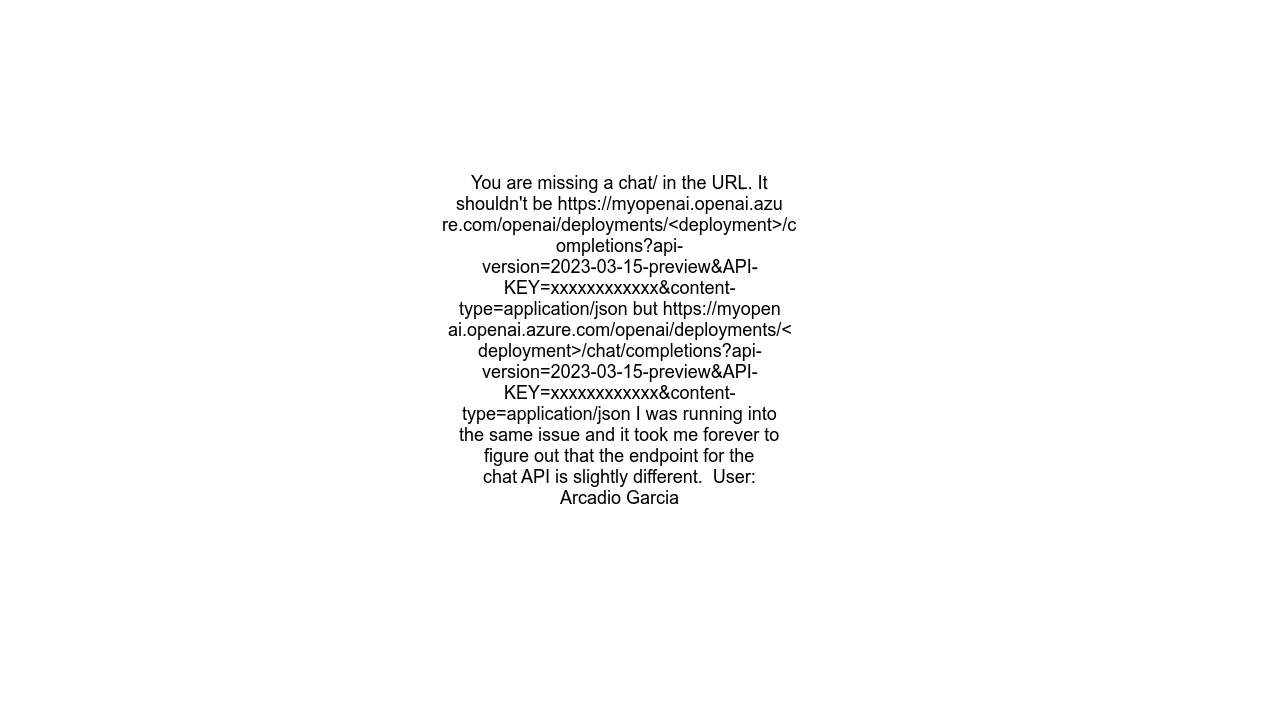 You are missing a chat/ in the URL. It
shouldn't be https://myopenai.openai.azu
re.com/openai/deployments/<deployment>/c
ompletions?api-
version=2023-03-15-preview&API-
KEY=xxxxxxxxxxxx&content-
type=application/json but https://myopen
ai.openai.azure.com/openai/deployments/<
deployment>/chat/completions?api-
version=2023-03-15-preview&API-
KEY=xxxxxxxxxxxx&content-
type=application/json I was running into
the same issue and it took me forever to
figure out that the endpoint for the
chat API is slightly different.  User:
Arcadio Garcia